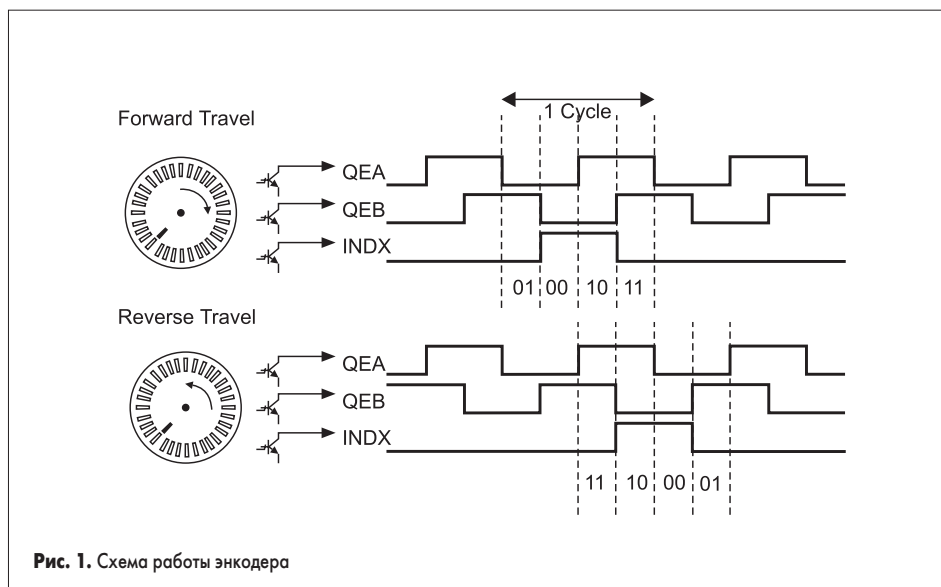 1 Cycle
Forward Travel
QEA
QEB
INDX
01 00 10 11
Reverse Travel
QEA
QEB
INDX
11 10 00 01
Рис. 1. Схема работы энкодера